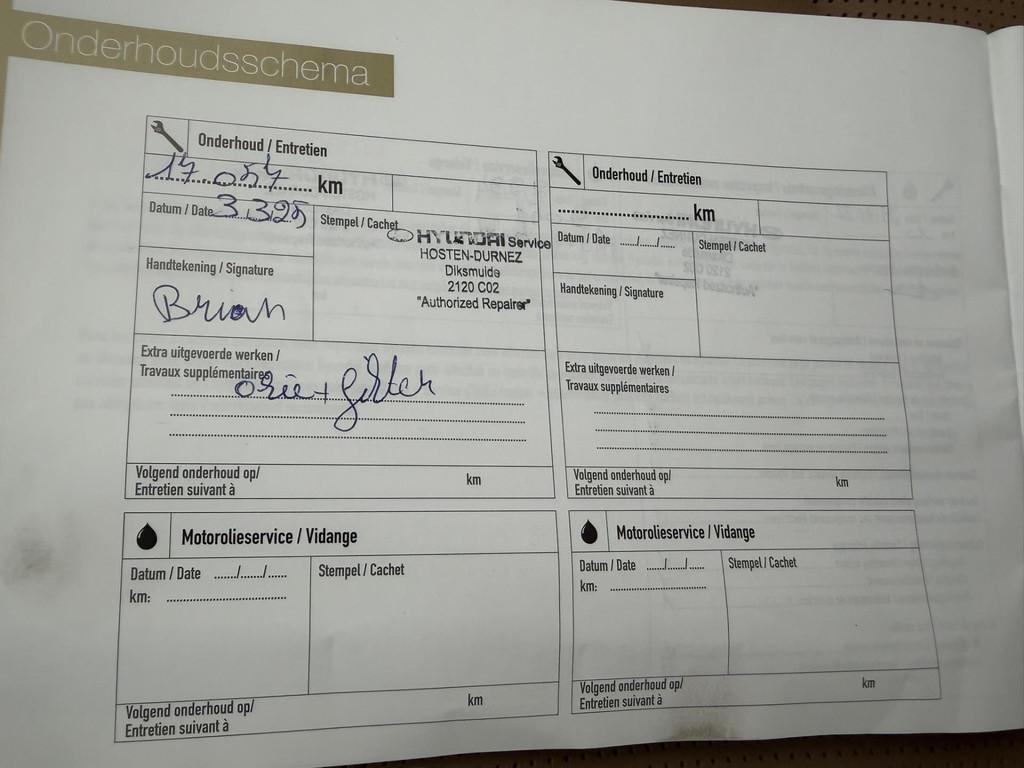 Onderhoudsschema
Onderhoud / Entretien
17.057 km
Datum / Date 3.3.25
Stempel / Cachet
HYUNDAI Service
HOSTEN-DURNEZ
Diksmuide
2120 C02
"Authorized Repairer"
Handtekening / Signature
Brian
Extra uitgevoerde werken /
Travaux supplémentaires
olie + filter
Volgend onderhoud op/ km
Entretien suivant à
Onderhoud / Entretien
km
Datum / Date ....../....../......
Stempel / Cachet
Handtekening / Signature
Extra uitgevoerde werken /
Travaux supplémentaires
Volgend onderhoud op/ km
Entretien suivant à
Motorolieservice / Vidange
Datum / Date ....../....../......
Stempel / Cachet
km:
Volgend onderhoud op/ km
Entretien suivant à
Motorolieservice / Vidange
Datum / Date ....../....../......
Stempel / Cachet
km:
Volgend onderhoud op/ km
Entretien suivant à